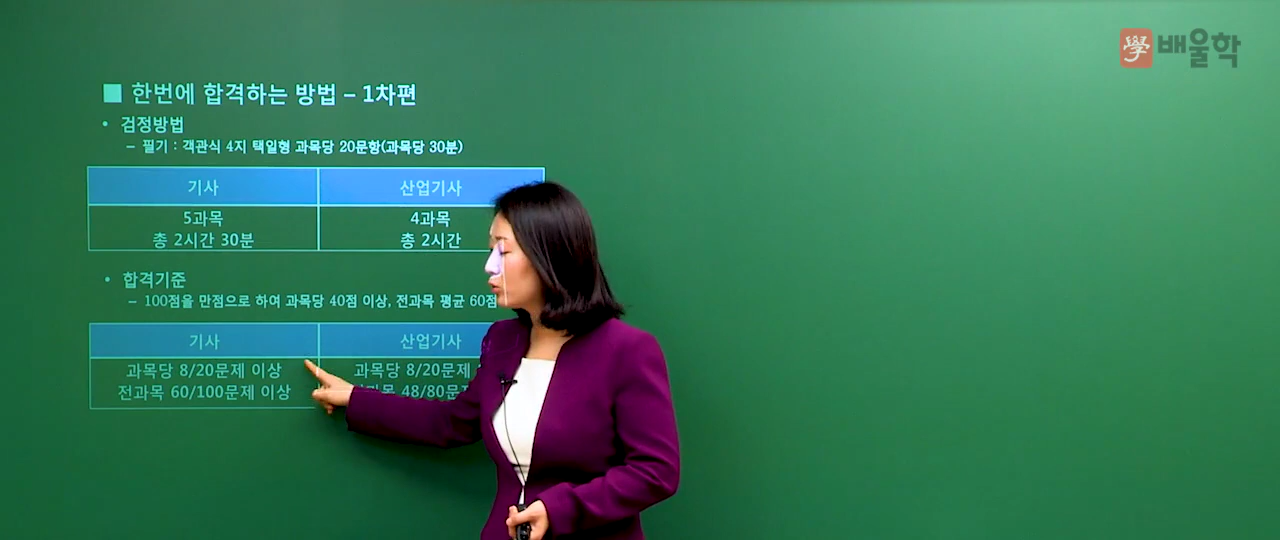 學 배울학
■ 한번에 합격하는 방법 – 1차편
• 검정방법
– 필기 : 객관식 4지 택일형 과목당 20문항(과목당 30분)
기사 산업기사
5과목 4과목
총 2시간 30분 총 2시간
• 합격기준
– 100점을 만점으로 하여 과목당 40점 이상, 전과목 평균 60점
기사 산업기사
과목당 8/20문제 이상 과목당 8/20문제
전과목 60/100문제 이상 48/80문제